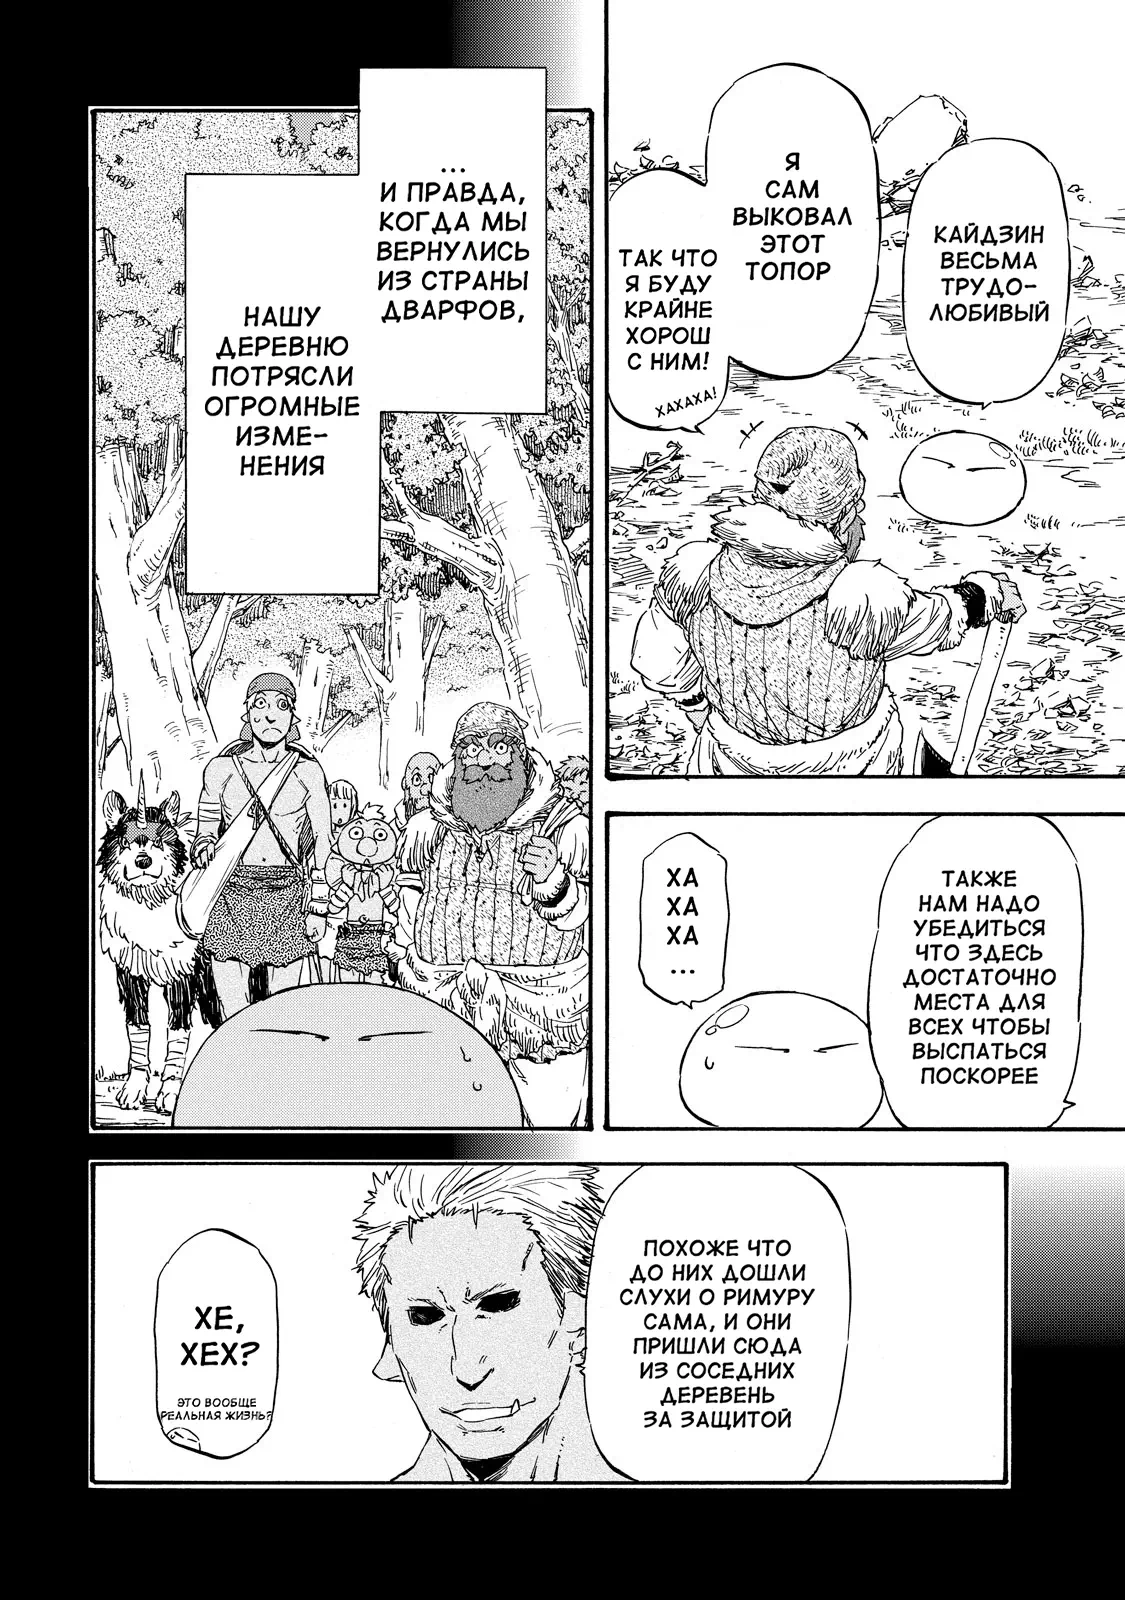 КАЙДЗИН
ВЕСЬМА
ТРУДО-
ЛЮБИВЫЙ
Я
САМ
ВЫКОВАЛ
ЭТОТ
ТОПОР
ТАК ЧТО
Я БУДУ
КРАЙНЕ
ХОРОШ
С НИМ!
ХАХАХА!
ТАКЖЕ
НАМ НАДО
УБЕДИТЬСЯ
ЧТО ЗДЕСЬ
ДОСТАТОЧНО
МЕСТА ДЛЯ
ВСЕХ ЧТОБЫ
ВЫСПАТЬСЯ
ПОСКОРЕЕ
ХА
ХА
ХА
...
...
И ПРАВДА,
КОГДА МЫ
ВЕРНУЛИСЬ
ИЗ СТРАНЫ
ДВАРФОВ,
НАШУ
ДЕРЕВНЮ
ПОТРЯСЛИ
ОГРОМНЫЕ
ИЗМЕ-
НЕНИЯ
ПОХОЖЕ ЧТО
ДО НИХ ДОШЛИ
СЛУХИ О РИМУРУ
САМА, И ОНИ
ПРИШЛИ СЮДА
ИЗ СОСЕДНИХ
ДЕРЕВЕНЬ
ЗА ЗАЩИТОЙ
ХЕ,
ХЕХ?
ЭТО ВООБЩЕ
РЕАЛЬНАЯ ЖИЗНЬ?